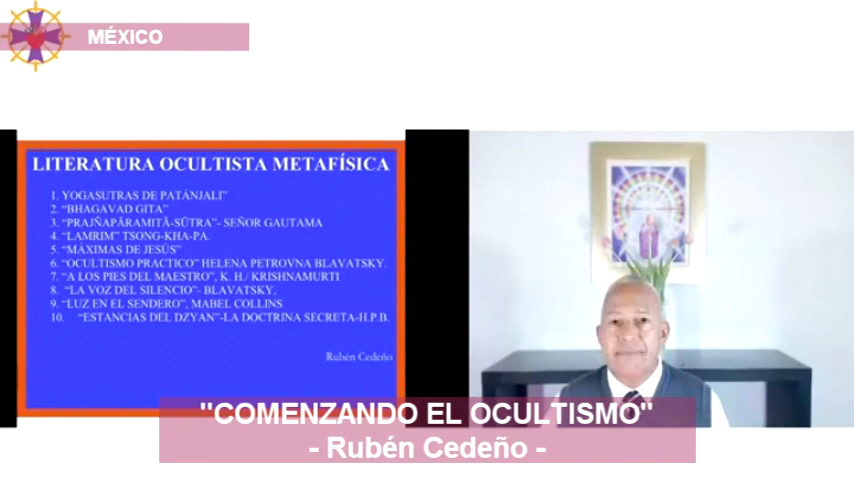 MÉXICO
LITERATURA OCULTISTA METAFÍSICA
1. YOGASUTRAS DE PATÁNJALI”
2. “BHAGAVAD GITA”
3. “PRAJÑAPĀRAMITĀ-SŪTRA”- SEÑOR GAUTAMA
4. “LAMRIM” TSONG-KHA-PA.
5. “MÁXIMAS DE JESÚS”
6. “OCULTISMO PRACTICO” HELENA PETROVNA BLAVATSKY.
7. “A LOS PIES DEL MAESTRO”, K. H./ KRISHNAMURTI
8. “LA VOZ DEL SILENCIO”- BLAVATSKY,
9. “LUZ EN EL SENDERO”, MABEL COLLINS
10. “ESTANCIAS DEL DZYAN”-LA DOCTRINA SECRETA-H.P.B.
Rubén Cedeño
"COMENZANDO EL OCULTISMO"
- Rubén Cedeño -